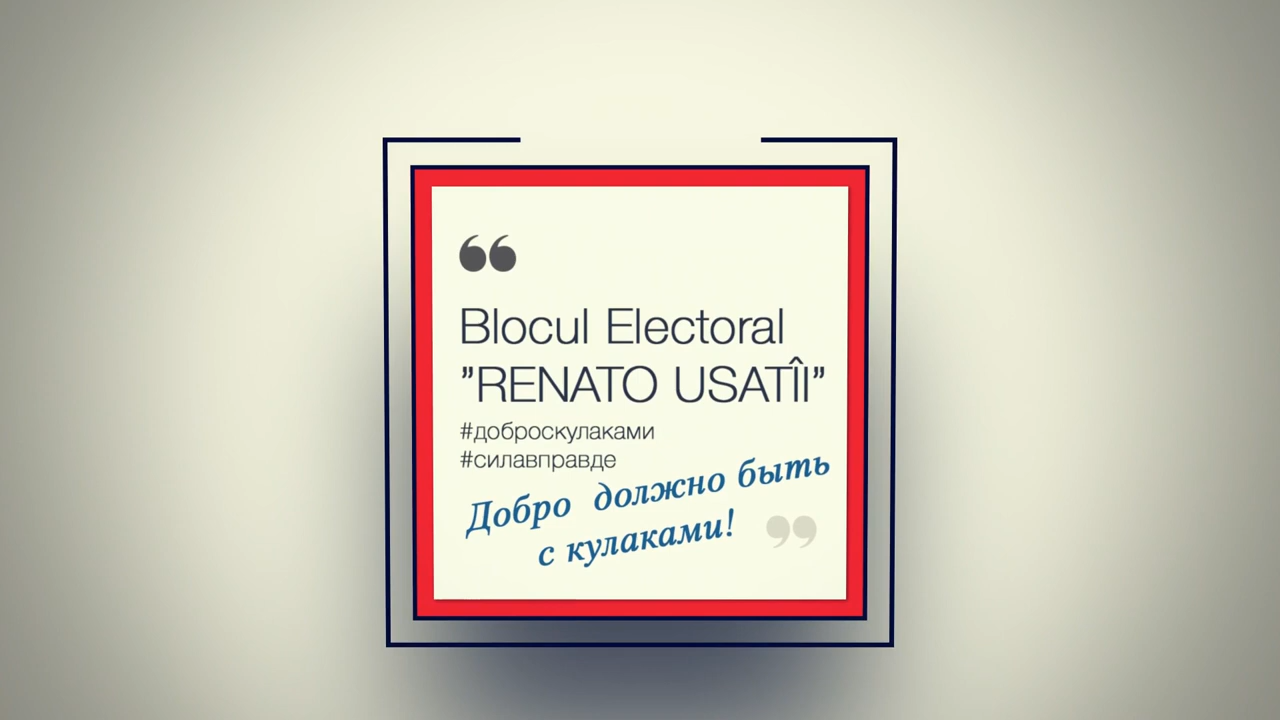 “
Blocul Electoral
”RENATO USATÎI”
#доброскулаками
#силавправде
Добро должно быть
с кулаками!
”